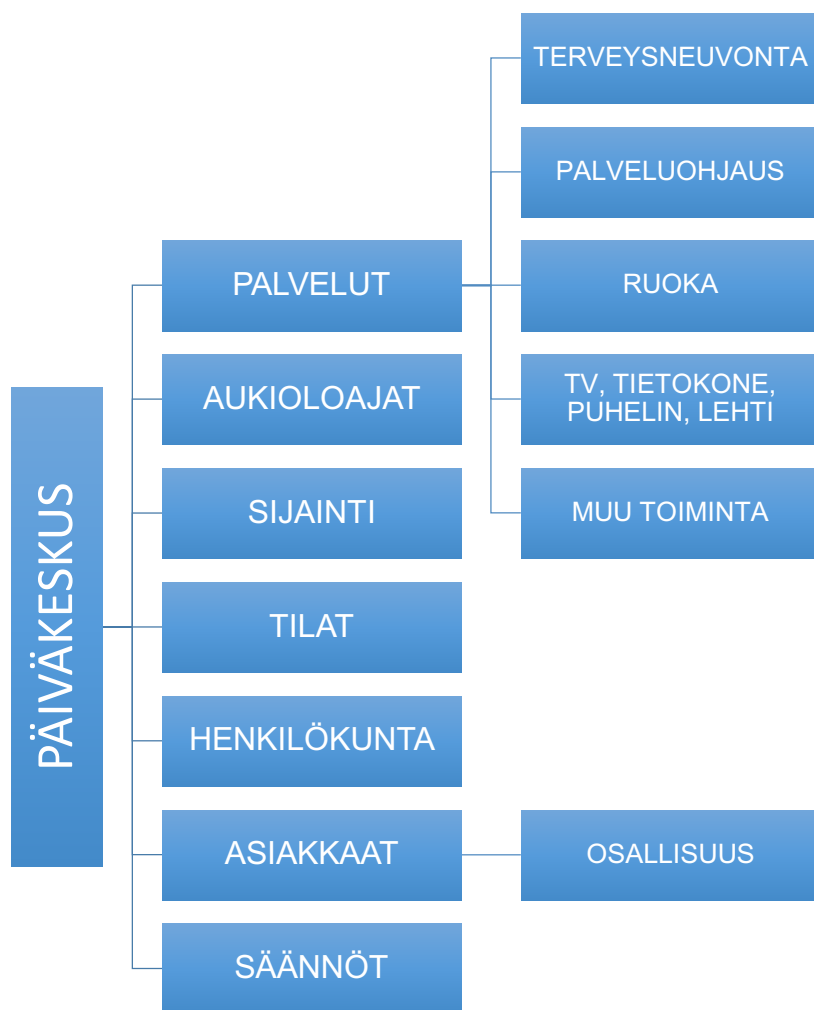 PÄIVÄKESKUS
PALVELUT
TERVEYSNEUVONTA
PALVELUOHJAUS
RUOKA
TV, TIETOKONE,
PUHELIN, LEHTI
MUU TOIMINTA
AUKIOLOAJAT
SIJAINTI
TILAT
HENKILÖKUNTA
ASIAKKAAT
OSALLISUUS
SÄÄNNÖT